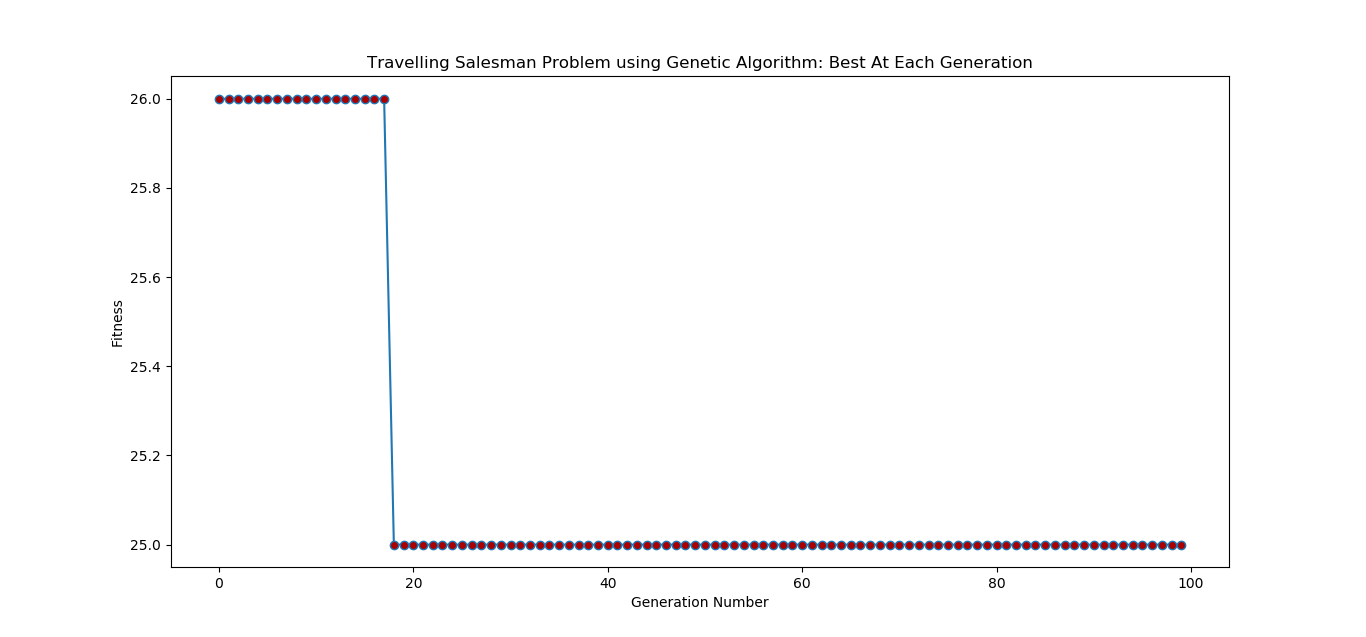 Travelling Salesman Problem using Genetic Algorithm: Best At Each Generation
26.0
25.8
25.6
25.4
25.2
25.0
Fitness
0 20 40 60 80 100
Generation Number